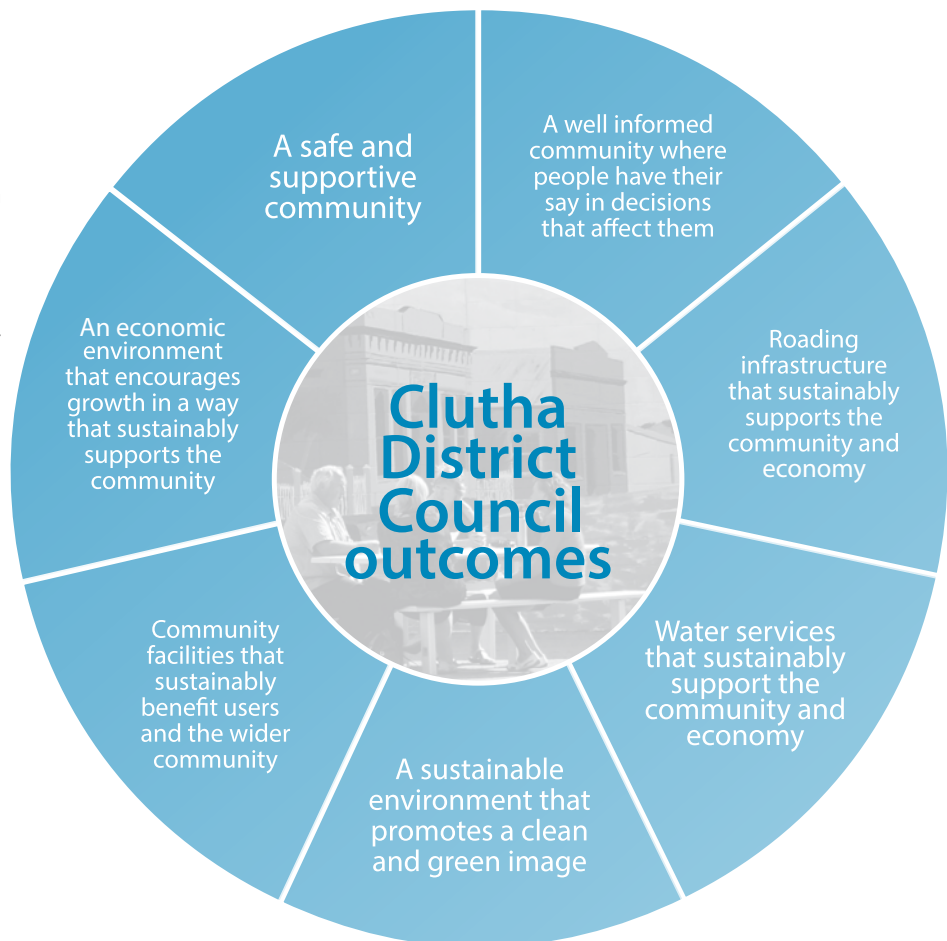 A safe and
supportive
community
A well informed
community where
people have their
say in decisions
that affect them
Roading
infrastructure
that sustainably
supports the
community and
economy
Water services
that sustainably
support the
community and
economy
A sustainable
environment that
promotes a clean
and green image
Community
facilities that
sustainably
benefit users
and the wider
community
An economic
environment
that encourages
growth in a way
that sustainably
supports the
community
Clutha
District
Council
outcomes